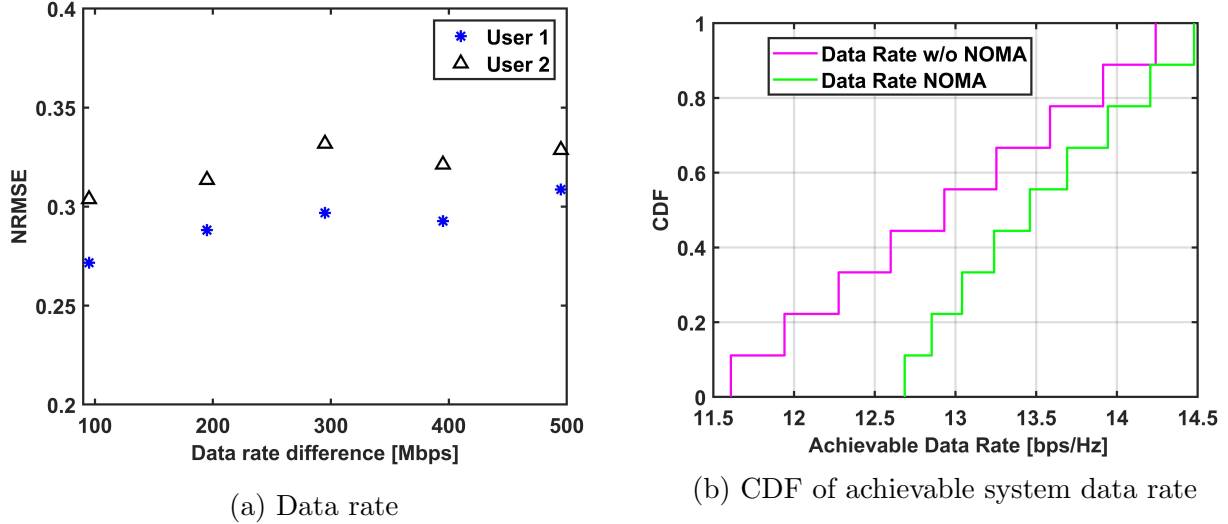 0.4
0.35
0.3
0.25
0.2
NRMSE
User 1
User 2
100 200 300 400 500
Data rate difference [Mbps]
(a) Data rate
1
0.8
0.6
0.4
0.2
0
CDF
Data Rate w/o NOMA
Data Rate NOMA
11.5 12 12.5 13 13.5 14 14.5
Achievable Data Rate [bps/Hz]
(b) CDF of achievable system data rate